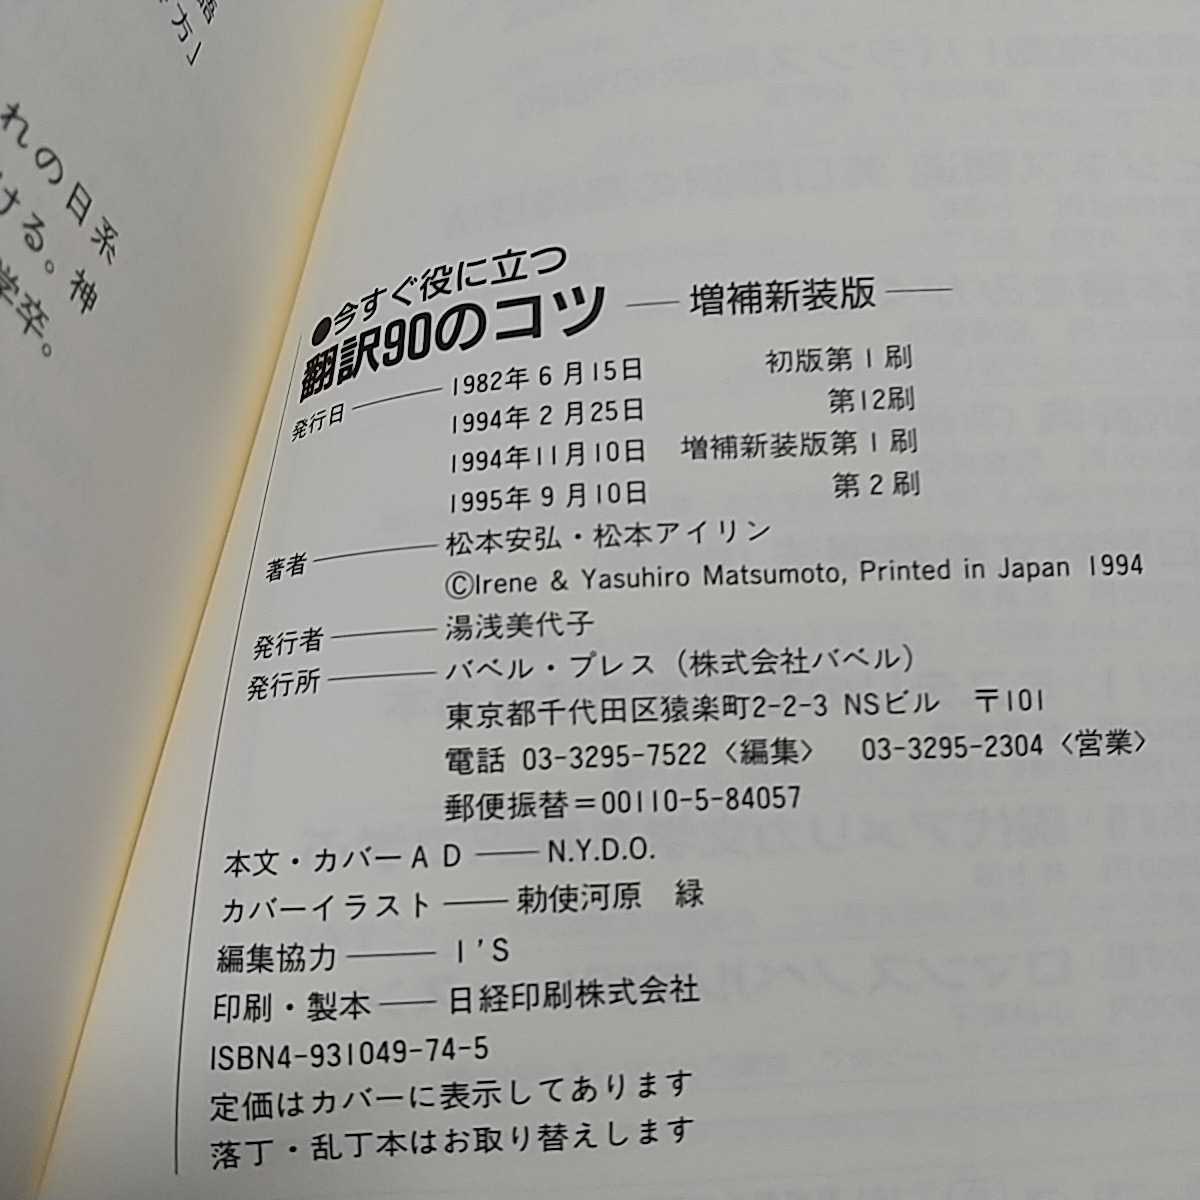 方」
れの日系
ける。神
学卒。
●今すぐ役に立つ
翻訳90のコツ ── 増補新装版 ──
発行日 ── 1982年6月15日 初版第1刷
1994年2月25日 第12刷
1994年11月10日 増補新装版第1刷
1995年9月10日 第2刷
著者 ── 松本安弘・松本アイリン
©Irene & Yasuhiro Matsumoto, Printed in Japan 1994
発行者 ── 湯浅美代子
発行所 ── バベル・プレス（株式会社バベル）
東京都千代田区猿楽町2-2-3 NSビル 〒101
電話 03-3295-7522〈編集〉 03-3295-2304〈営業〉
郵便振替＝00110-5-84057
本文・カバーAD ── N.Y.D.O.
カバーイラスト ── 勅使河原 緑
編集協力 ── I'S
印刷・製本 ── 日経印刷株式会社
ISBN4-931049-74-5
定価はカバーに表示してあります
落丁・乱丁本はお取り替えします